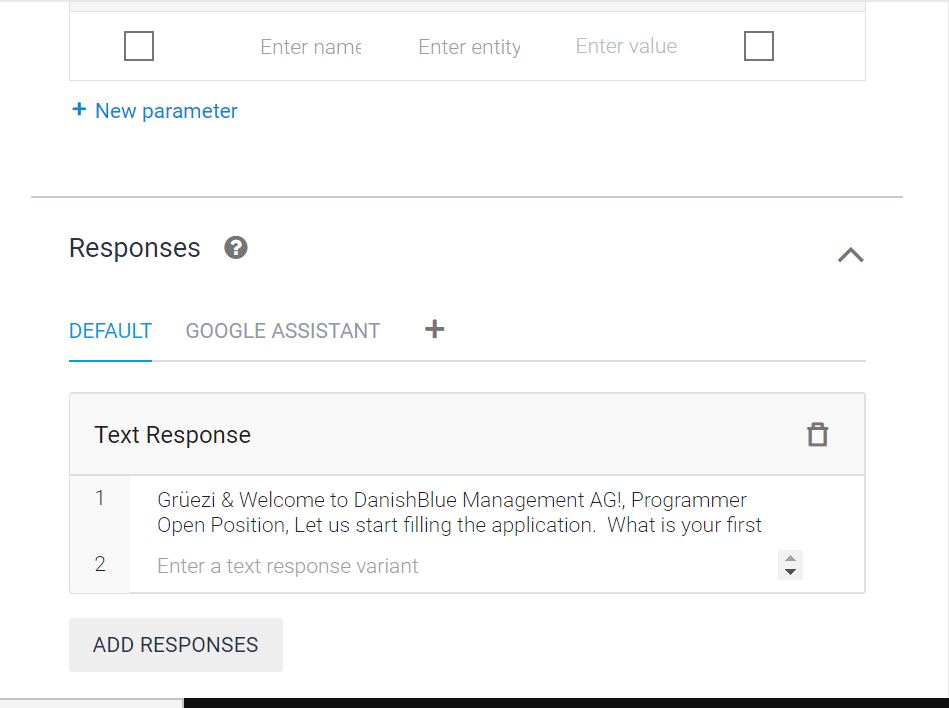 Enter name Enter entity Enter value
+ New parameter
Responses ?
DEFAULT GOOGLE ASSISTANT +
Text Response
1 Grüezi & Welcome to DanishBlue Management AG!, Programmer
Open Position, Let us start filling the application.  What is your first
2 Enter a text response variant
ADD RESPONSES